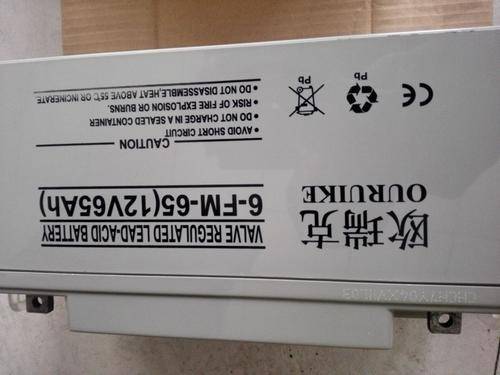 欧瑞克
OURUIKE
VALVE REGULATED LEAD-ACID BATTERY
6-FM-65(12V65Ah)
CAUTION
• AVOID SHORT CIRCUIT
• DO NOT CHARGE IN A SEALED CONTAINER
• RISK OF FIRE EXPLOSION OR BURNS.
• DO NOT DISASSEMBLE,HEAT ABOVE 55℃ OR INCINERATE
CE
Pb
Pb